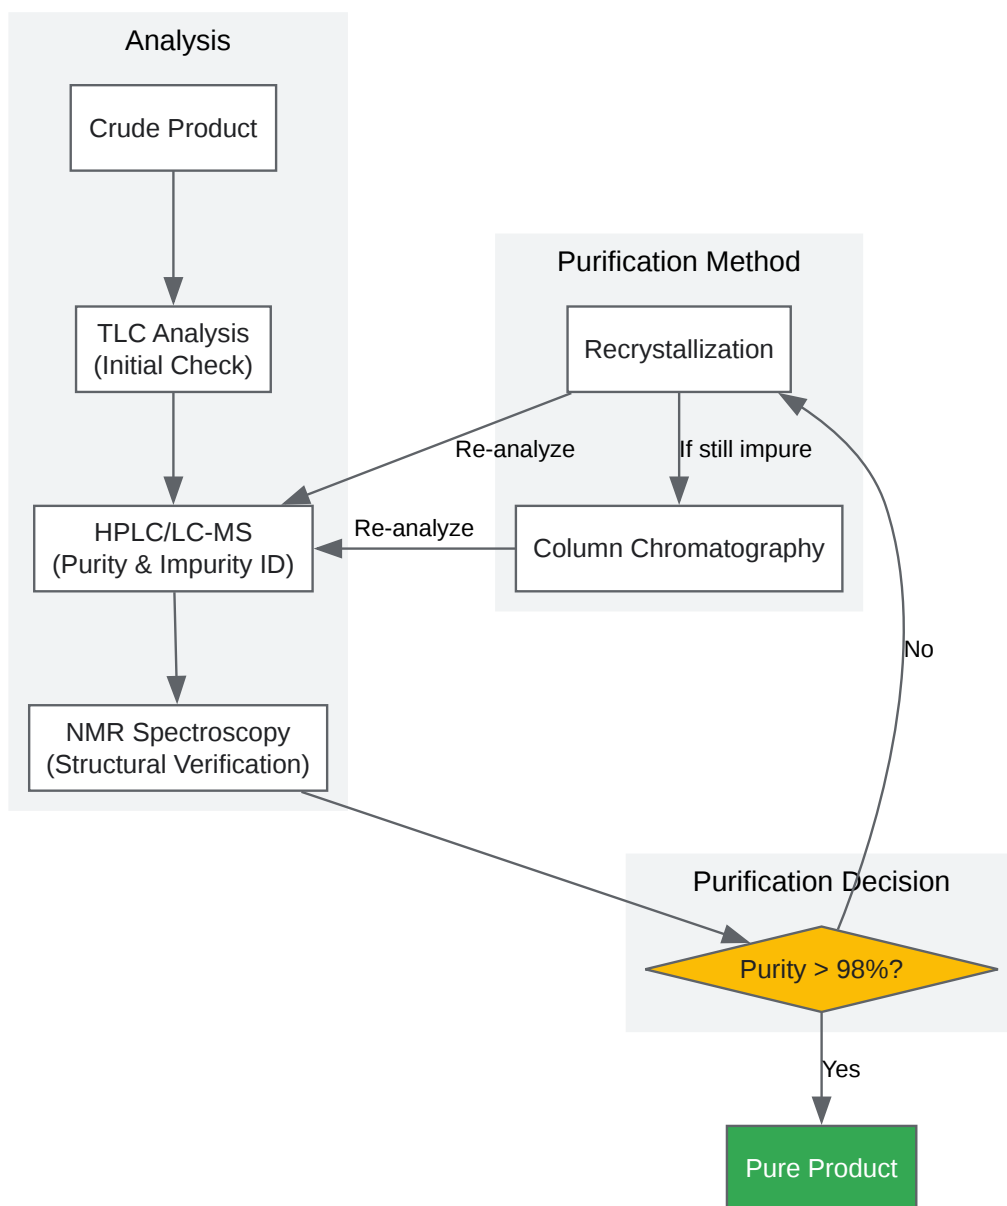 Analysis
Crude Product
TLC Analysis
(Initial Check)
HPLC/LC-MS
(Purity & Impurity ID)
NMR Spectroscopy
(Structural Verification)
Purification Method
Recrystallization
Re-analyze
If still impure
Re-analyze
Column Chromatography
No
Purification Decision
Purity > 98%?
Yes
Pure Product